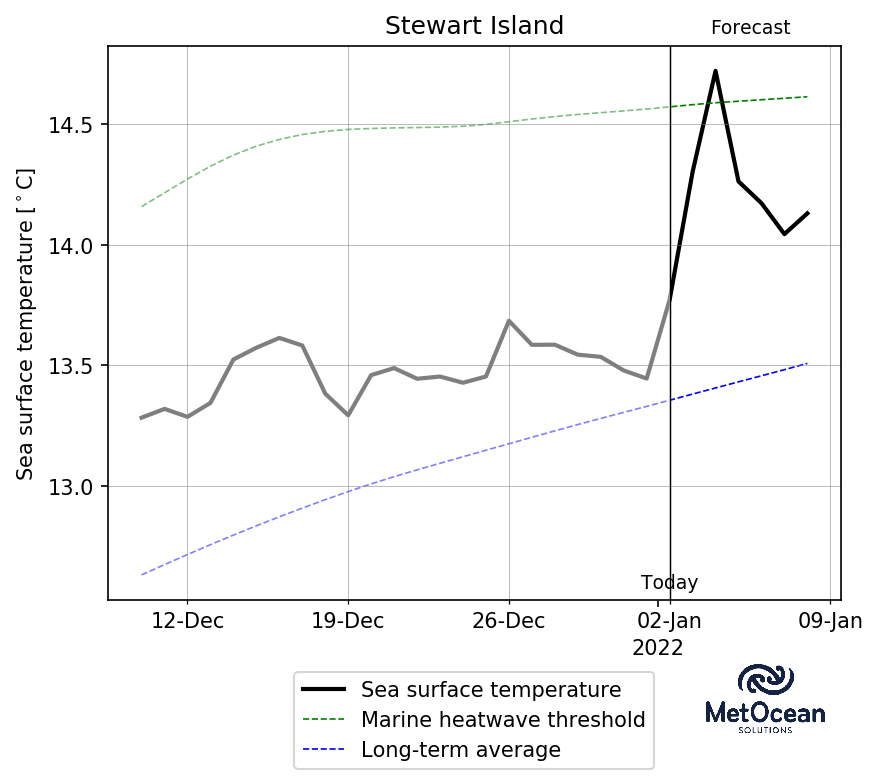 Stewart Island
Forecast
14.5
14.0
13.5
13.0
Sea surface temperature [°C]
Today
12-Dec
19-Dec
26-Dec
02-Jan
09-Jan
2022
Sea surface temperature
Marine heatwave threshold
Long-term average
MetOcean
SOLUTIONS